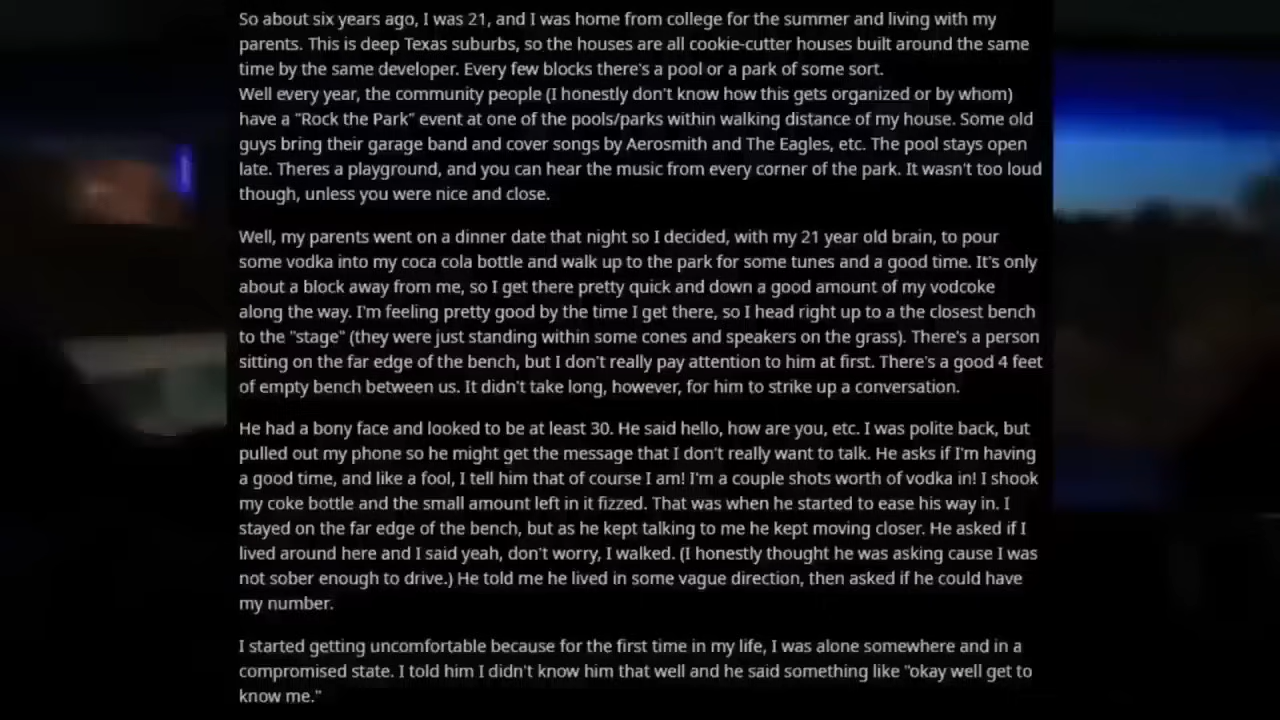 So about six years ago, I was 21, and I was home from college for the summer and living with my
parents. This is deep Texas suburbs, so the houses are all cookie-cutter houses built around the same
time by the same developer. Every few blocks there's a pool or a park of some sort.
Well every year, the community people (I honestly don't know how this gets organized or by whom)
have a "Rock the Park" event at one of the pools/parks within walking distance of my house. Some old
guys bring their garage band and cover songs by Aerosmith and The Eagles, etc. The pool stays open
late. Theres a playground, and you can hear the music from every corner of the park. It wasn't too loud
though, unless you were nice and close.
Well, my parents went on a dinner date that night so I decided, with my 21 year old brain, to pour
some vodka into my coca cola bottle and walk up to the park for some tunes and a good time. It's only
about a block away from me, so I get there pretty quick and down a good amount of my vodcoke
along the way. I'm feeling pretty good by the time I get there, so I head right up to a the closest bench
to the "stage" (they were just standing within some cones and speakers on the grass). There's a person
sitting on the far edge of the bench, but I don't really pay attention to him at first. There's a good 4 feet
of empty bench between us. It didn't take long, however, for him to strike up a conversation.
He had a bony face and looked to be at least 30. He said hello, how are you, etc. I was polite back, but
pulled out my phone so he might get the message that I don't really want to talk. He asks if I'm having
a good time, and like a fool, I tell him that of course I am! I'm a couple shots worth of vodka in! I shook
my coke bottle and the small amount left in it fizzed. That was when he started to ease his way in. I
stayed on the far edge of the bench, but as he kept talking to me he kept moving closer. He asked if I
lived around here and I said yeah, don't worry, I walked. (I honestly thought he was asking cause I was
not sober enough to drive.) He told me he lived in some vague direction, then asked if he could have
my number.
I started getting uncomfortable because for the first time in my life, I was alone somewhere and in a
compromised state. I told him I didn't know him that well and he said something like "okay well get to
know me."